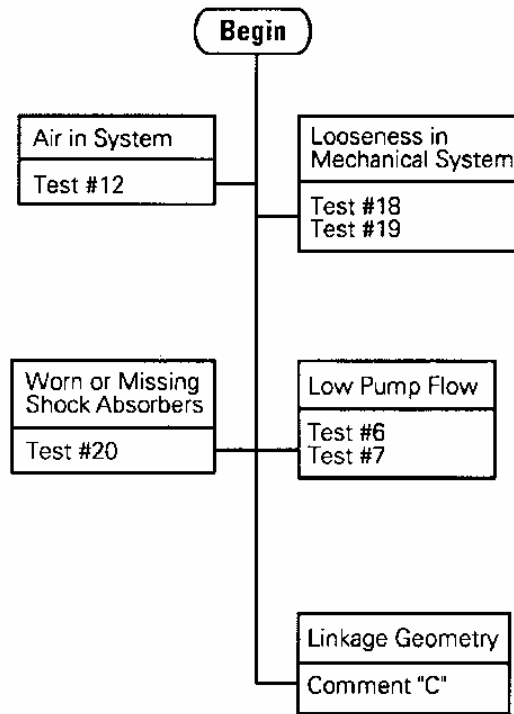 Begin
Air in System
Test #12
Looseness in
Mechanical System
Test #18
Test #19
Worn or Missing
Shock Absorbers
Test #20
Low Pump Flow
Test #6
Test #7
Linkage Geometry
Comment "C"